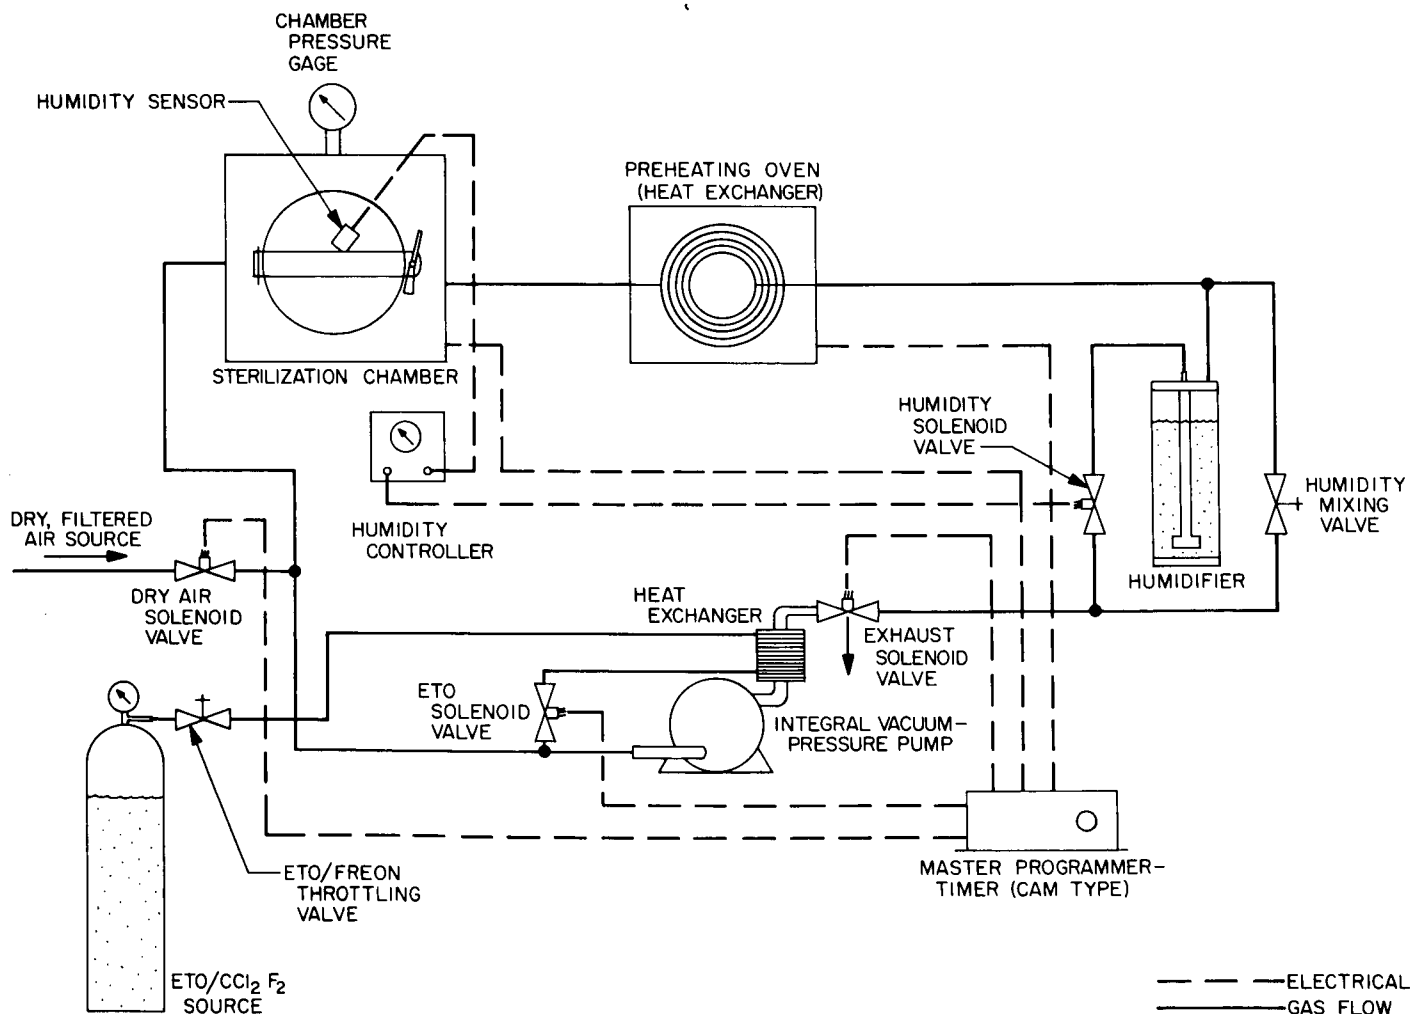 CHAMBER
PRESSURE
GAGE
HUMIDITY SENSOR
PREHEATING OVEN
(HEAT EXCHANGER)
STERILIZATION CHAMBER
HUMIDITY
SOLENOID
VALVE
HUMIDITY
MIXING
VALVE
DRY, FILTERED
AIR SOURCE
HUMIDITY
CONTROLLER
HUMIDIFIER
DRY AIR
SOLENOID
VALVE
HEAT
EXCHANGER
EXHAUST
SOLENOID
VALVE
ETO
SOLENOID
VALVE
INTEGRAL VACUUM-
PRESSURE PUMP
ETO/FREON
THROTTLING
VALVE
MASTER PROGRAMMER-
TIMER (CAM TYPE)
ETO/CCl₂ F₂
SOURCE
ELECTRICAL
GAS FLOW